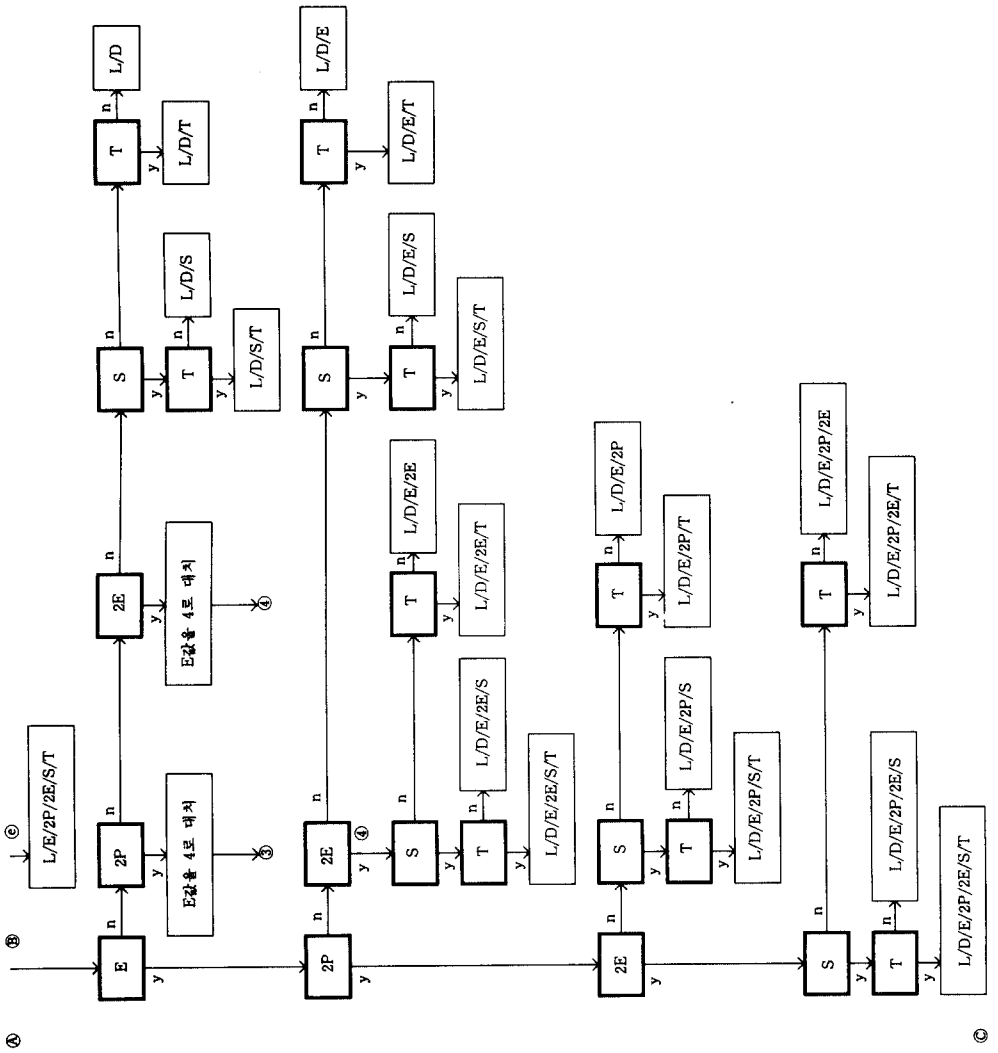 Ⓐ Ⓑ ⓔ
L/E/2P/2E/S/T
E n 2P n 2E n S n T n L/D
y y y y y
E값을 4로 대치 E값을 4로 대치 T n L/D/S L/D/T
③ ④ y
L/D/S/T
2P n 2E n S n T n L/D/E
y y ④ y y
S n T n L/D/E/2E T n L/D/E/S L/D/E/T
y y y
T n L/D/E/2E/S L/D/E/2E/T L/D/E/S/T
y
L/D/E/2E/S/T
2E n S n T n L/D/E/2P
y y y
T n L/D/E/2P/S L/D/E/2P/T
y
L/D/E/2P/S/T
S n T n L/D/E/2P/2E
y y
T n L/D/E/2P/2E/S L/D/E/2P/2E/T
y
L/D/E/2P/2E/S/T
Ⓒ